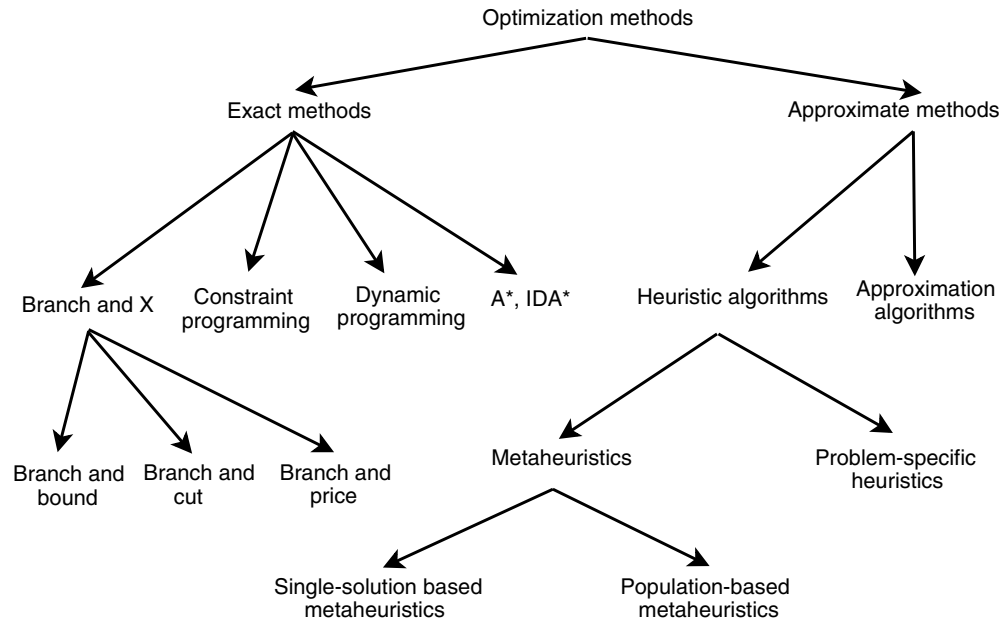 Optimization methods
Exact methods
Approximate methods
Branch and X
Constraint
programming
Dynamic
programming
A*, IDA*
Heuristic algorithms
Approximation
algorithms
Branch and
bound
Branch and
cut
Branch and
price
Metaheuristics
Problem-specific
heuristics
Single-solution based
metaheuristics
Population-based
metaheuristics